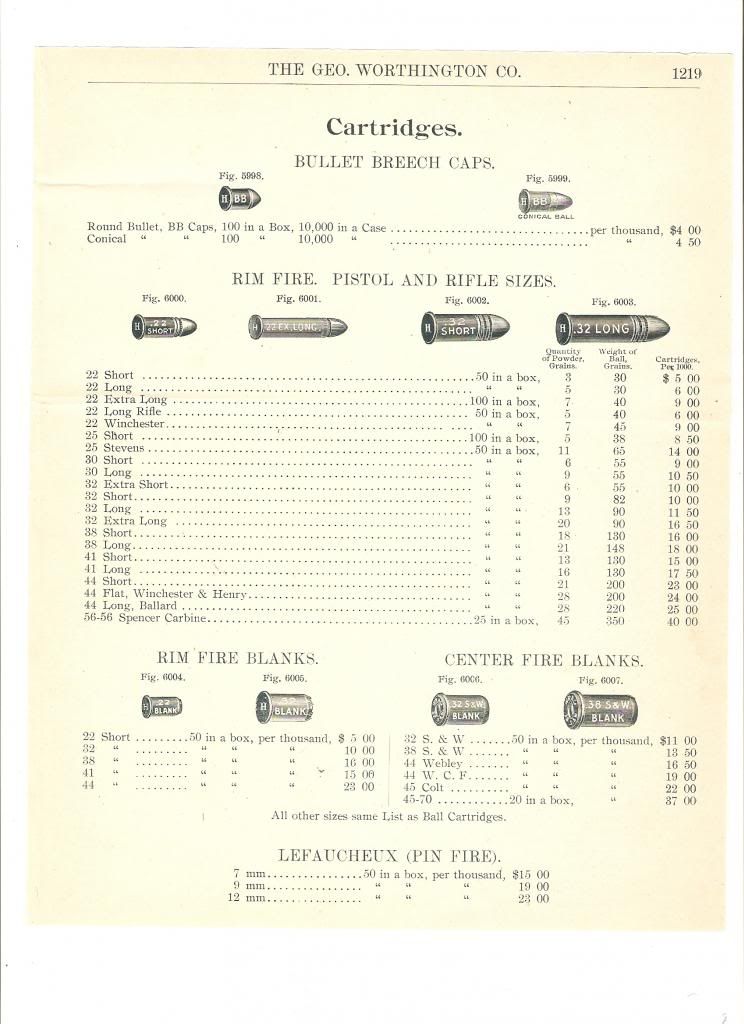 THE GEO. WORTHINGTON CO. 1219
Cartridges.
BULLET BREECH CAPS.
Fig. 5998. Fig. 5999.
H BB H BB
CONICAL BALL
Round Bullet, BB Caps, 100 in a Box, 10,000 in a Case ............................... per thousand, $4 00
Conical “ “ 100 “ 10,000 “ ............................... “ 4 50
RIM FIRE. PISTOL AND RIFLE SIZES.
Fig. 6000. Fig. 6001. Fig. 6002. Fig. 6003.
H .22 SHORT H 22 EX. LONG H .32 SHORT H .32 LONG
Quantity of Powder, Grains. Weight of Ball, Grains. Cartridges, Per 1000.
22 Short ............................... 50 in a box, 3 30 $ 5 00
22 Long ............................... “ “ 5 30 6 00
22 Extra Long ............................... 100 in a box, 7 40 9 00
22 Long Rifle ............................... 50 in a box, 5 40 6 00
22 Winchester ............................... “ “ 7 45 9 00
25 Short ............................... 100 in a box, 5 38 8 50
25 Stevens ............................... 50 in a box, 11 65 14 00
30 Short ............................... “ “ 6 55 9 00
30 Long ............................... “ “ 9 55 10 50
32 Extra Short ............................... “ “ 6 55 10 00
32 Short ............................... “ “ 9 82 10 00
32 Long ............................... “ “ 13 90 11 50
32 Extra Long ............................... “ “ 20 90 16 50
38 Short ............................... “ “ 18 130 16 00
38 Long ............................... “ “ 21 148 18 00
41 Short ............................... “ “ 13 130 15 00
41 Long ............................... “ “ 16 130 17 50
44 Short ............................... “ “ 21 200 23 00
44 Flat, Winchester & Henry ............................... “ “ 28 200 24 00
44 Long, Ballard ............................... “ “ 28 220 25 00
56-56 Spencer Carbine ............................... 25 in a box, 45 350 40 00
RIM FIRE BLANKS.
Fig. 6004. Fig. 6005.
.22 BLANK .32 BLANK
22 Short ......... 50 in a box, per thousand, $ 5 00
32 “ ......... “ “ “ 10 00
38 “ ......... “ “ “ 16 00
41 “ ......... “ “ “ 15 00
44 “ ......... “ “ “ 23 00
CENTER FIRE BLANKS.
Fig. 6006. Fig. 6007.
.32 S&W BLANK .38 S&W BLANK
32 S. & W ....... 50 in a box, per thousand, $11 00
38 S. & W ....... “ “ “ 13 50
44 Webley ....... “ “ “ 16 50
44 W. C. F ....... “ “ “ 19 00
45 Colt .......... “ “ “ 22 00
45-70 ............ 20 in a box, “ 37 00
All other sizes same List as Ball Cartridges.
LEFAUCHEUX (PIN FIRE).
7 mm ................ 50 in a box, per thousand, $15 00
9 mm ................ “ “ “ 19 00
12 mm ................ “ “ “ 23 00